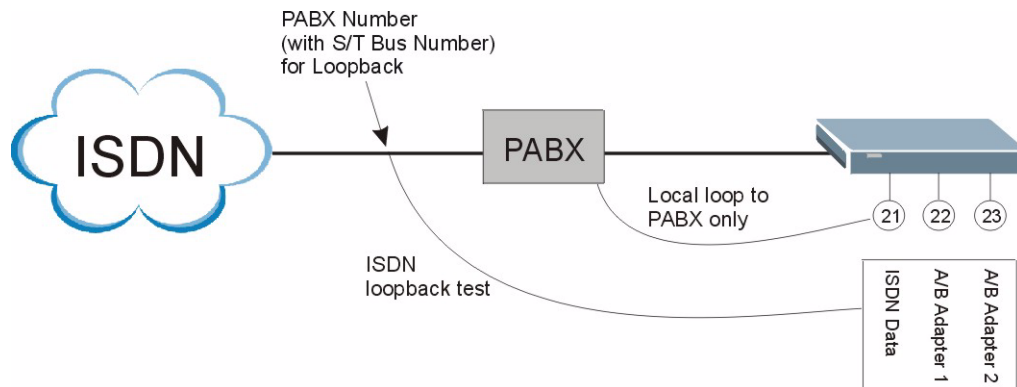 PABX Number
(with S/T Bus Number)
for Loopback
ISDN
PABX
Local loop to
PABX only
21
22
23
ISDN
loopback test
ISDN Data
A/B Adapter 1
A/B Adapter 2